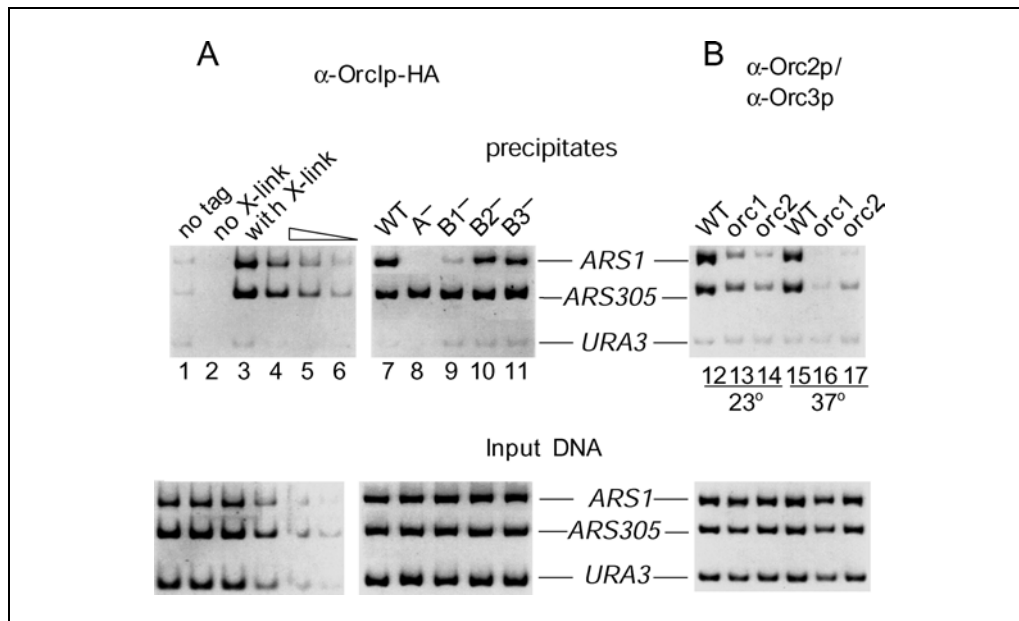 A
B
α-OrcIp-HA
α-Orc2p/
α-Orc3p
precipitates
no tag
no X-link
with X-link
WT
A–
B1–
B2–
B3–
WT
orc1
orc2
WT
orc1
orc2
ARS1
ARS305
URA3
1 2 3 4 5 6 7 8 9 10 11 12 13 14 15 16 17
23° 37°
Input DNA
ARS1
ARS305
URA3